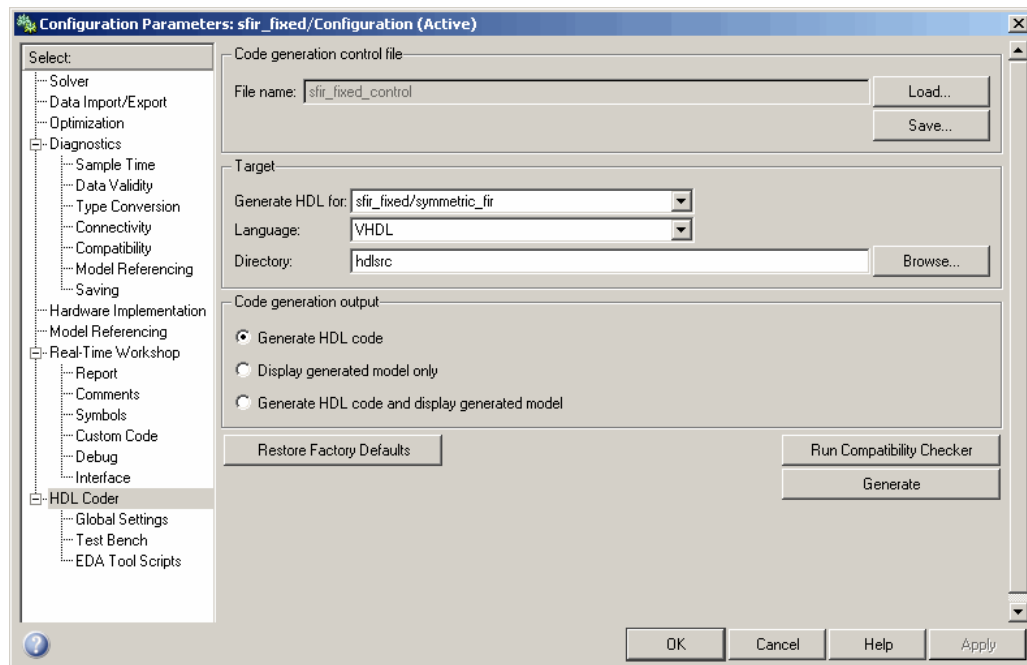 Configuration Parameters: sfir_fixed/Configuration (Active)
Select:
Solver
Data Import/Export
Optimization
Diagnostics
Sample Time
Data Validity
Type Conversion
Connectivity
Compatibility
Model Referencing
Saving
Hardware Implementation
Model Referencing
Real-Time Workshop
Report
Comments
Symbols
Custom Code
Debug
Interface
HDL Coder
Global Settings
Test Bench
EDA Tool Scripts
Code generation control file
File name: sfir_fixed_control
Load...
Save...
Target
Generate HDL for: sfir_fixed/symmetric_fir
Language: VHDL
Directory: hdlsrc
Browse...
Code generation output
Generate HDL code
Display generated model only
Generate HDL code and display generated model
Restore Factory Defaults
Run Compatibility Checker
Generate
OK
Cancel
Help
Apply